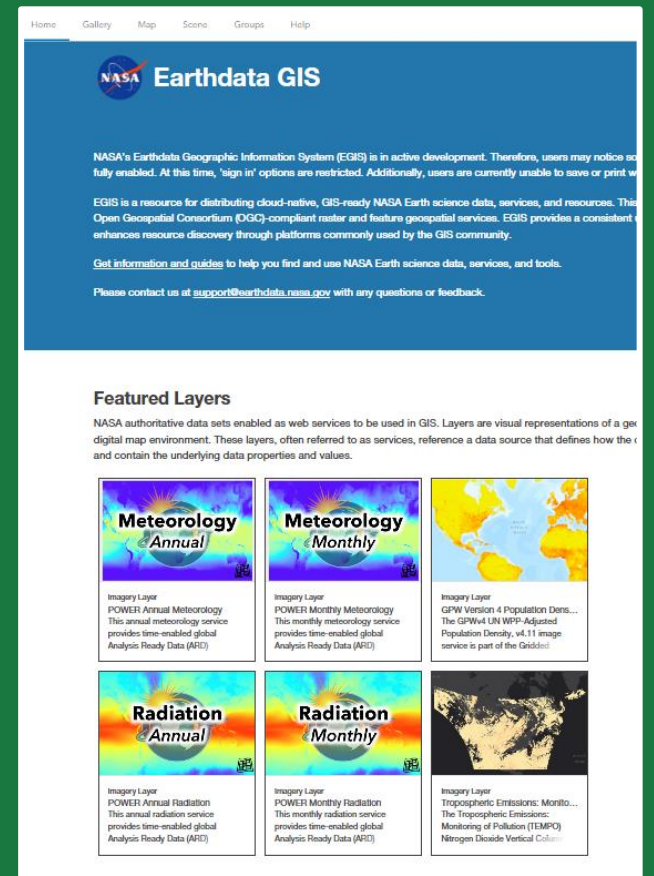 Home Gallery Map Scene Groups Help
NASA Earthdata GIS
NASA's Earthdata Geographic Information System (EGIS) is in active development. Therefore, users may notice so
fully enabled. At this time, 'sign in' options are restricted. Additionally, users are currently unable to save or print w
EGIS is a resource for distributing cloud-native, GIS-ready NASA Earth science data, services, and resources. This
Open Geospatial Consortium (OGC)-compliant raster and feature geospatial services. EGIS provides a consistent
enhances resource discovery through platforms commonly used by the GIS community.
Get information and guides to help you find and use NASA Earth science data, services, and tools.
Please contact us at support@earthdata.nasa.gov with any questions or feedback.
Featured Layers
NASA authoritative data sets enabled as web services to be used in GIS. Layers are visual representations of a geo
digital map environment. These layers, often referred to as services, reference a data source that defines how the
and contain the underlying data properties and values.
Meteorology
Annual
Imagery Layer
POWER Annual Meteorology
This annual meteorology service
provides time-enabled global
Analysis Ready Data (ARD)
Meteorology
Monthly
Imagery Layer
POWER Monthly Meteorology
This monthly meteorology service
provides time-enabled global
Analysis Ready Data (ARD)
Imagery Layer
GPW Version 4 Population Dens...
The GPWv4 UN WPP-Adjusted
Population Density, v4.11 image
service is part of the Gridded
Radiation
Annual
Imagery Layer
POWER Annual Radiation
This annual radiation service
provides time-enabled global
Analysis Ready Data (ARD)
Radiation
Monthly
Imagery Layer
POWER Monthly Radiation
This monthly radiation service
provides time-enabled global
Analysis Ready Data (ARD)
Imagery Layer
Tropospheric Emissions: Monito...
The Tropospheric Emissions:
Monitoring of Pollution (TEMPO)
Nitrogen Dioxide Vertical Column